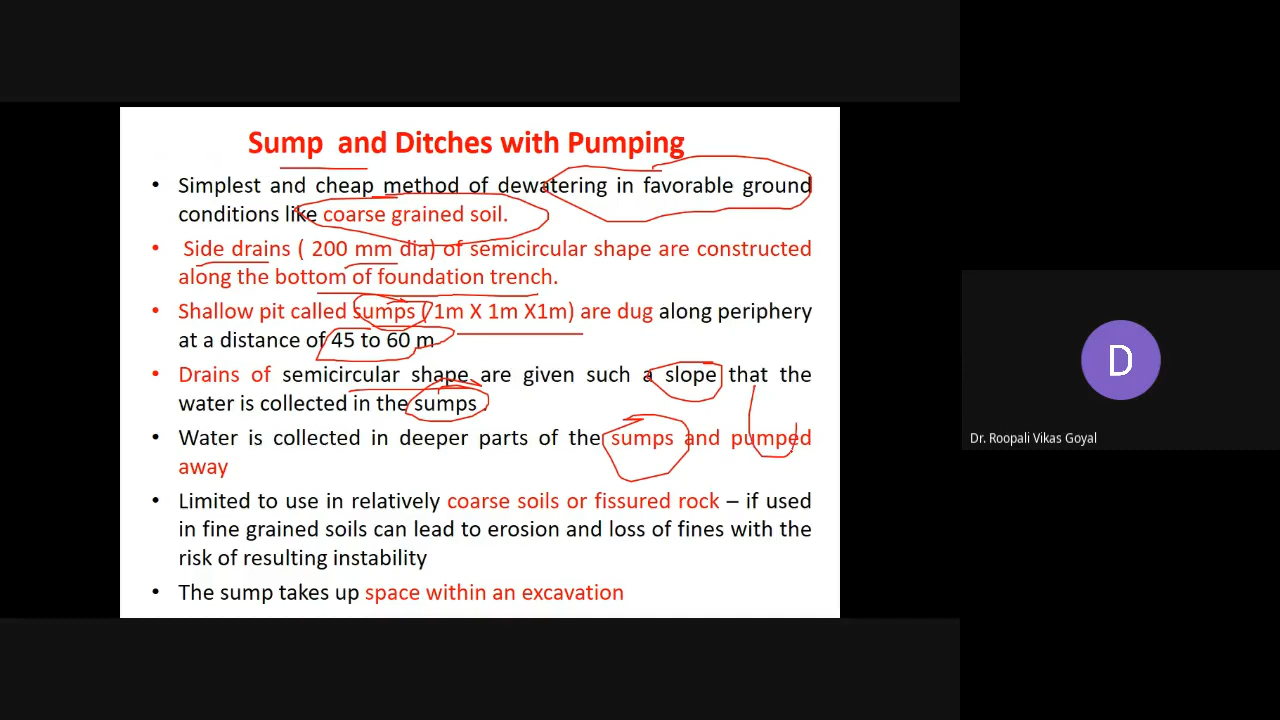 Sump and Ditches with Pumping
• Simplest and cheap method of dewatering in favorable ground
conditions like coarse grained soil.
• Side drains ( 200 mm dia) of semicircular shape are constructed
along the bottom of foundation trench.
• Shallow pit called sumps ( 1m X 1m X1m) are dug along periphery
at a distance of 45 to 60 m.
• Drains of semicircular shape are given such a slope that the
water is collected in the sumps .
• Water is collected in deeper parts of the sumps and pumped
away
• Limited to use in relatively coarse soils or fissured rock – if used
in fine grained soils can lead to erosion and loss of fines with the
risk of resulting instability
• The sump takes up space within an excavation
D
Dr. Roopali Vikas Goyal